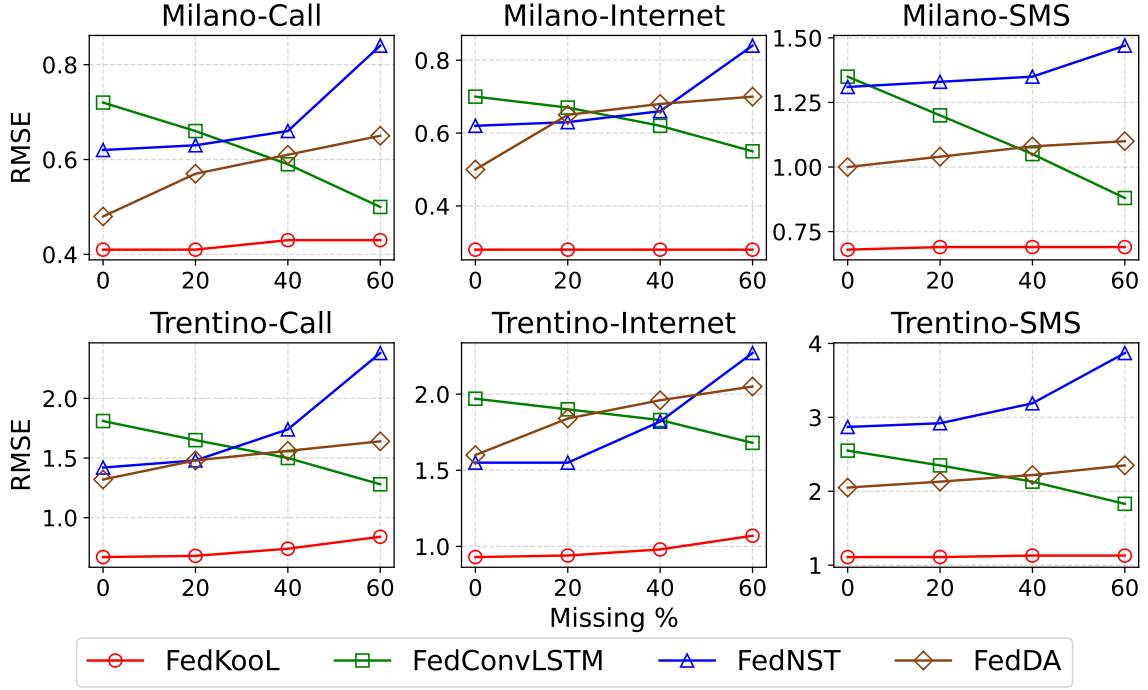 Milano-Call Milano-Internet Milano-SMS
RMSE
0.8
0.6
0.4
0 20 40 60
0.8
0.6
0.4
0 20 40 60
1.50
1.25
1.00
0.75
0 20 40 60
Trentino-Call Trentino-Internet Trentino-SMS
RMSE
2.0
1.5
1.0
0 20 40 60
2.0
1.5
1.0
0 20 40 60
4
3
2
1
0 20 40 60
Missing %
FedKooL FedConvLSTM FedNST FedDA